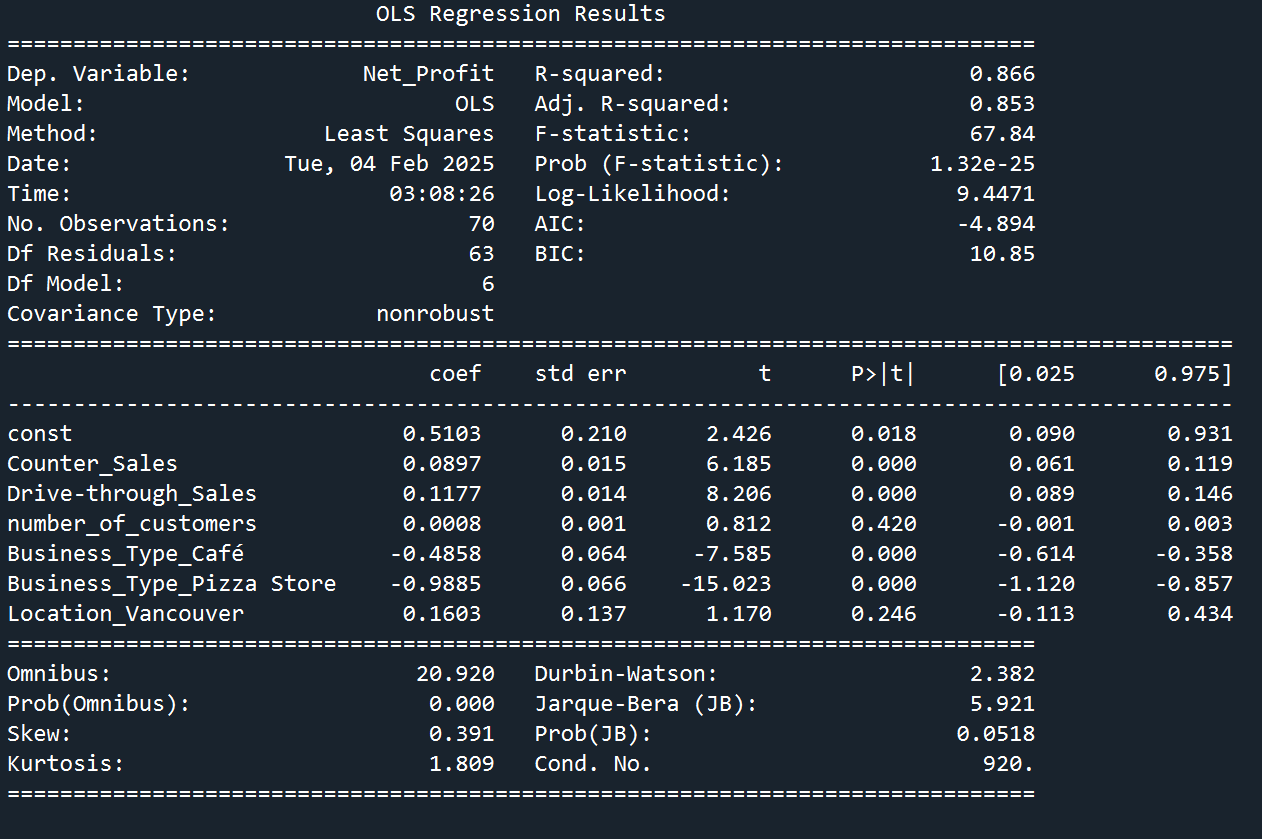 OLS Regression Results
==============================================================================
Dep. Variable:             Net_Profit   R-squared:                       0.866
Model:                            OLS   Adj. R-squared:                  0.853
Method:                 Least Squares   F-statistic:                     67.84
Date:                Tue, 04 Feb 2025   Prob (F-statistic):           1.32e-25
Time:                        03:08:26   Log-Likelihood:                 9.4471
No. Observations:                  70   AIC:                            -4.894
Df Residuals:                      63   BIC:                             10.85
Df Model:                           6
Covariance Type:            nonrobust
=============================================================================================
                                coef    std err          t      P>|t|      [0.025      0.975]
---------------------------------------------------------------------------------------------
const                         0.5103      0.210      2.426      0.018       0.090       0.931
Counter_Sales                 0.0897      0.015      6.185      0.000       0.061       0.119
Drive-through_Sales           0.1177      0.014      8.206      0.000       0.089       0.146
number_of_customers           0.0008      0.001      0.812      0.420      -0.001       0.003
Business_Type_Café           -0.4858      0.064     -7.585      0.000      -0.614      -0.358
Business_Type_Pizza Store    -0.9885      0.066    -15.023      0.000      -1.120      -0.857
Location_Vancouver            0.1603      0.137      1.170      0.246      -0.113       0.434
==============================================================================
Omnibus:                       20.920   Durbin-Watson:                   2.382
Prob(Omnibus):                  0.000   Jarque-Bera (JB):                5.921
Skew:                           0.391   Prob(JB):                       0.0518
Kurtosis:                       1.809   Cond. No.                         920.
==============================================================================